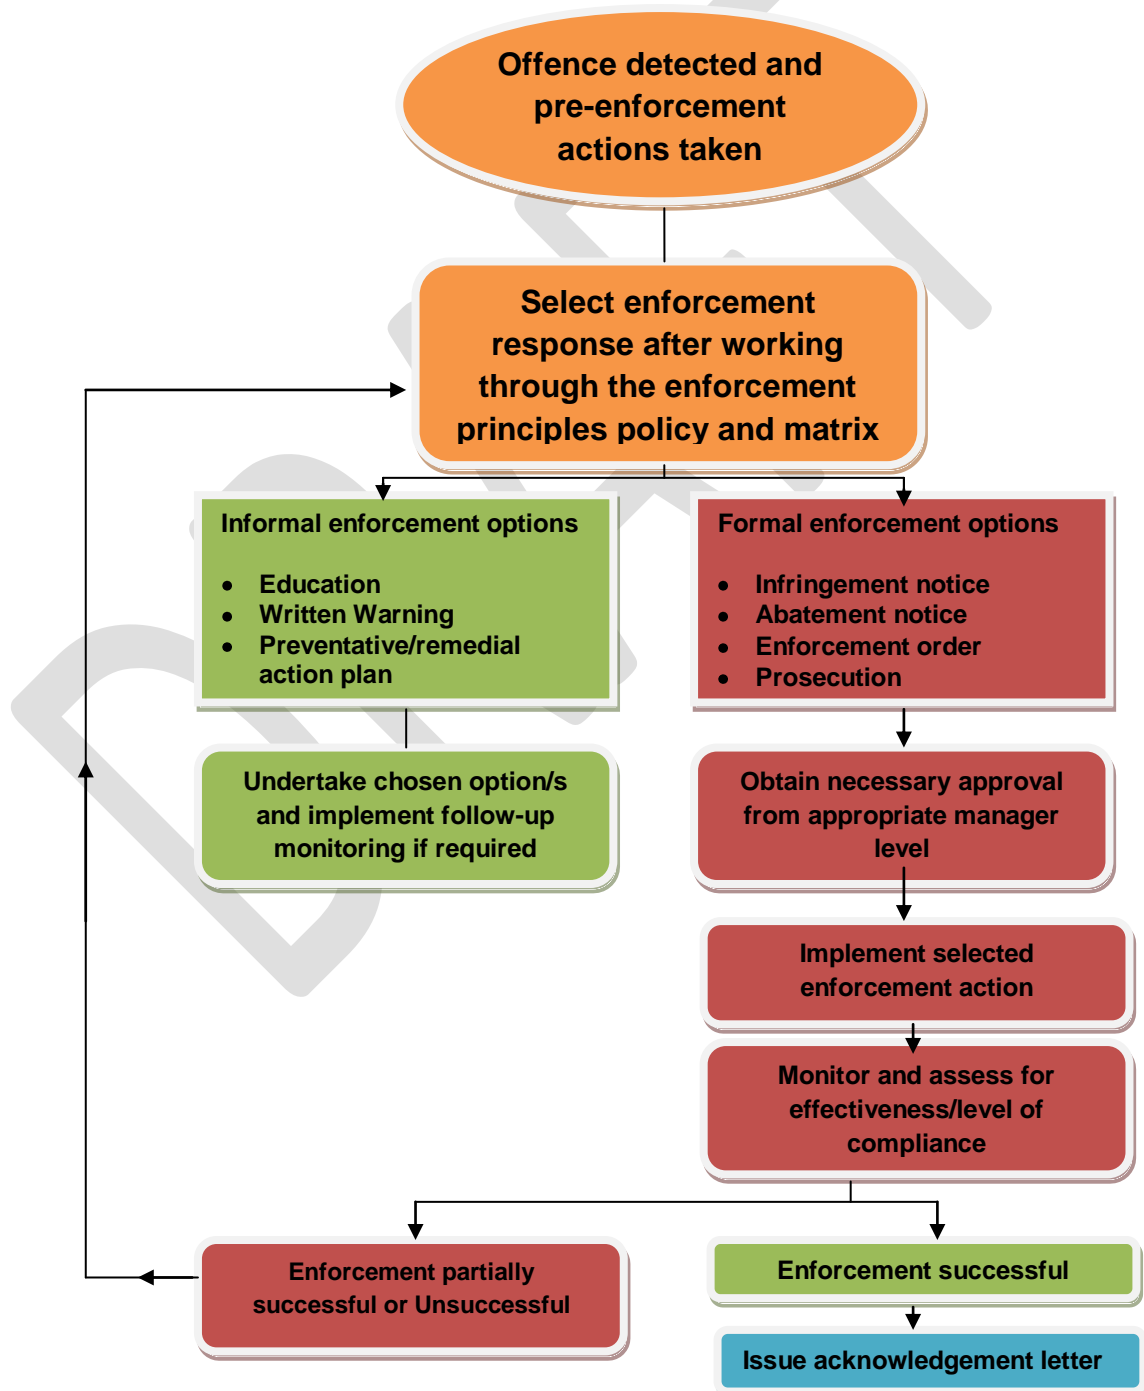 Offence detected and
pre-enforcement
actions taken
Select enforcement
response after working
through the enforcement
principles policy and matrix
Informal enforcement options
• Education
• Written Warning
• Preventative/remedial
action plan
Formal enforcement options
• Infringement notice
• Abatement notice
• Enforcement order
• Prosecution
Undertake chosen option/s
and implement follow-up
monitoring if required
Obtain necessary approval
from appropriate manager
level
Implement selected
enforcement action
Monitor and assess for
effectiveness/level of
compliance
Enforcement partially
successful or Unsuccessful
Enforcement successful
Issue acknowledgement letter
DRAFT